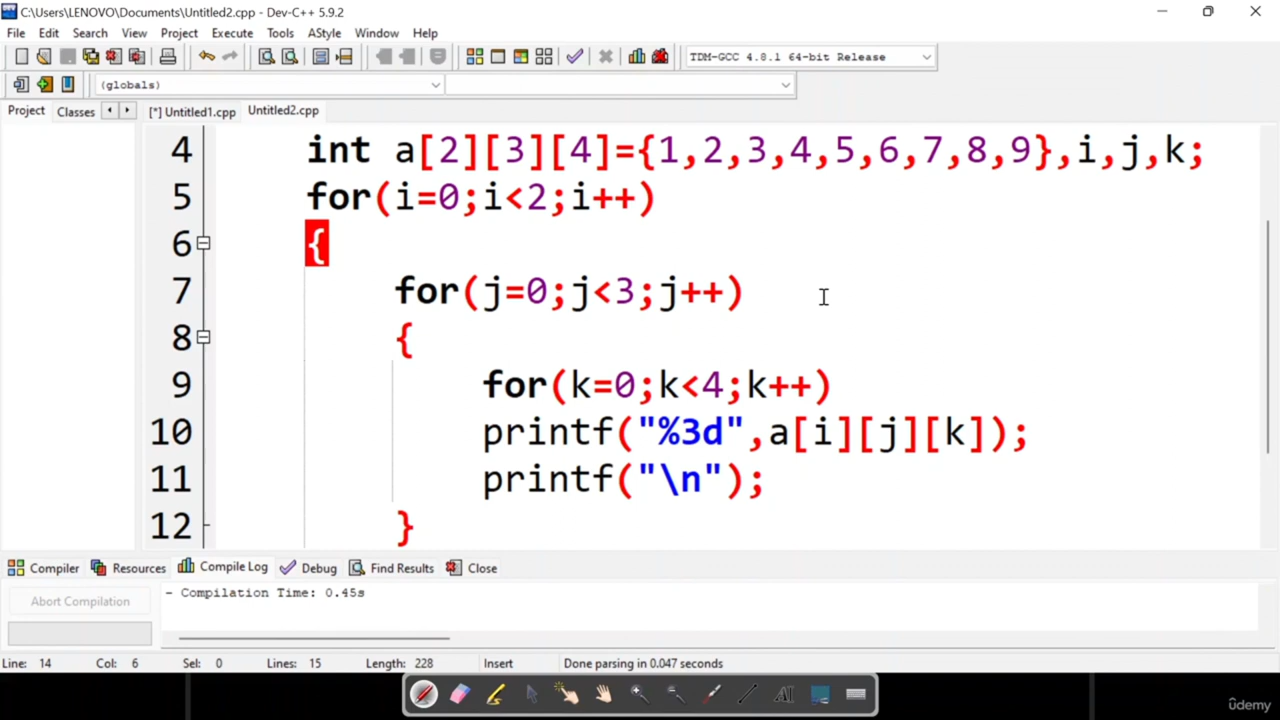 C:\Users\LENOVO\Documents\Untitled2.cpp - Dev-C++ 5.9.2
File Edit Search View Project Execute Tools AStyle Window Help
TDM-GCC 4.8.1 64-bit Release
(globals)
Project Classes [*] Untitled1.cpp Untitled2.cpp
4 int a[2][3][4]={1,2,3,4,5,6,7,8,9},i,j,k;
5 for(i=0;i<2;i++)
6 {
7 for(j=0;j<3;j++)
8 {
9 for(k=0;k<4;k++)
10 printf("%3d",a[i][j][k]);
11 printf("\n");
12 }
Compiler Resources Compile Log Debug Find Results Close
Abort Compilation
- Compilation Time: 0.45s
Line: 14 Col: 6 Sel: 0 Lines: 15 Length: 228 Insert Done parsing in 0.047 seconds
AI
ûdemy